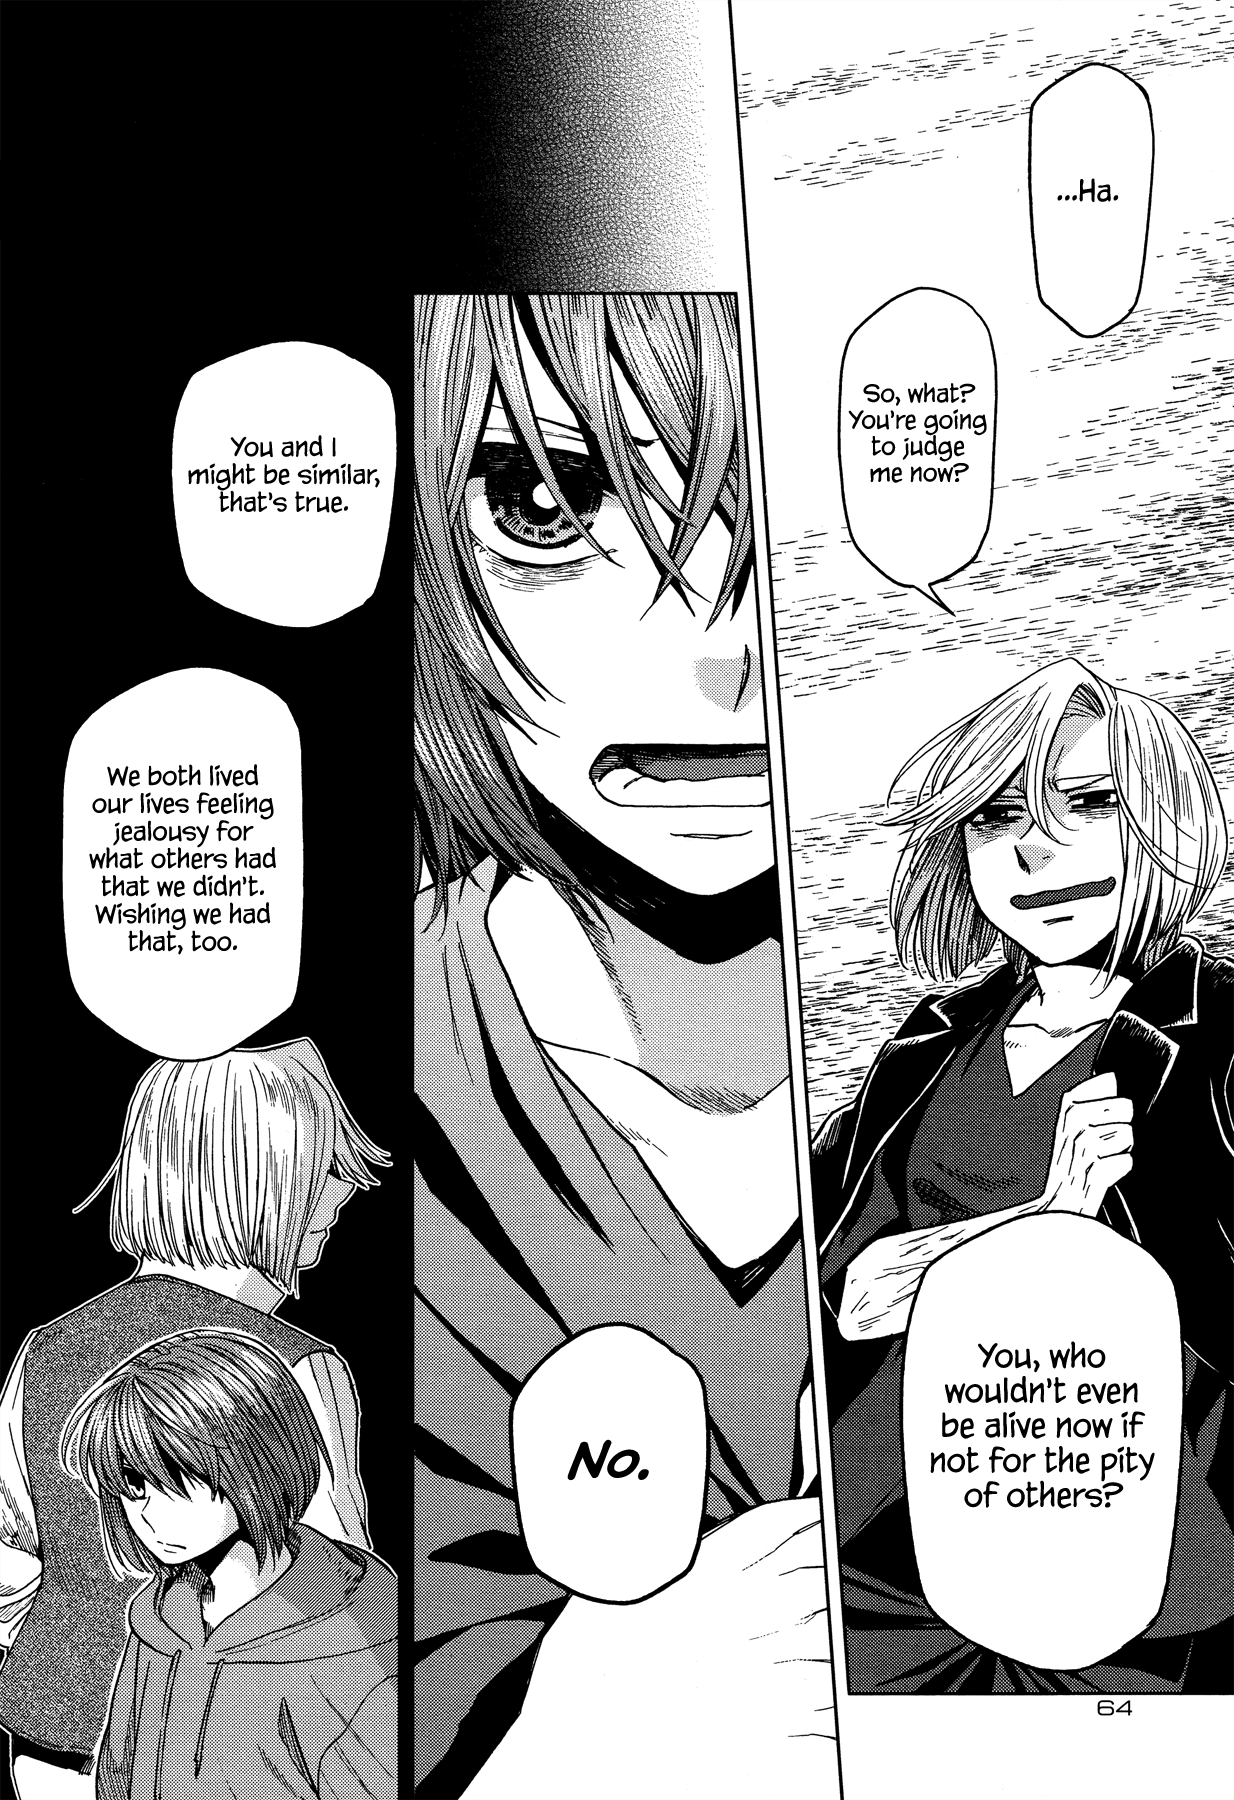 ...Ha.
So, what?
You're going
to judge
me now?
You, who
wouldn't even
be alive now if
not for the pity
of others?
No.
You and I
might be similar,
that's true.
We both lived
our lives feeling
jealousy for
what others had
that we didn't.
Wishing we had
that, too.
64